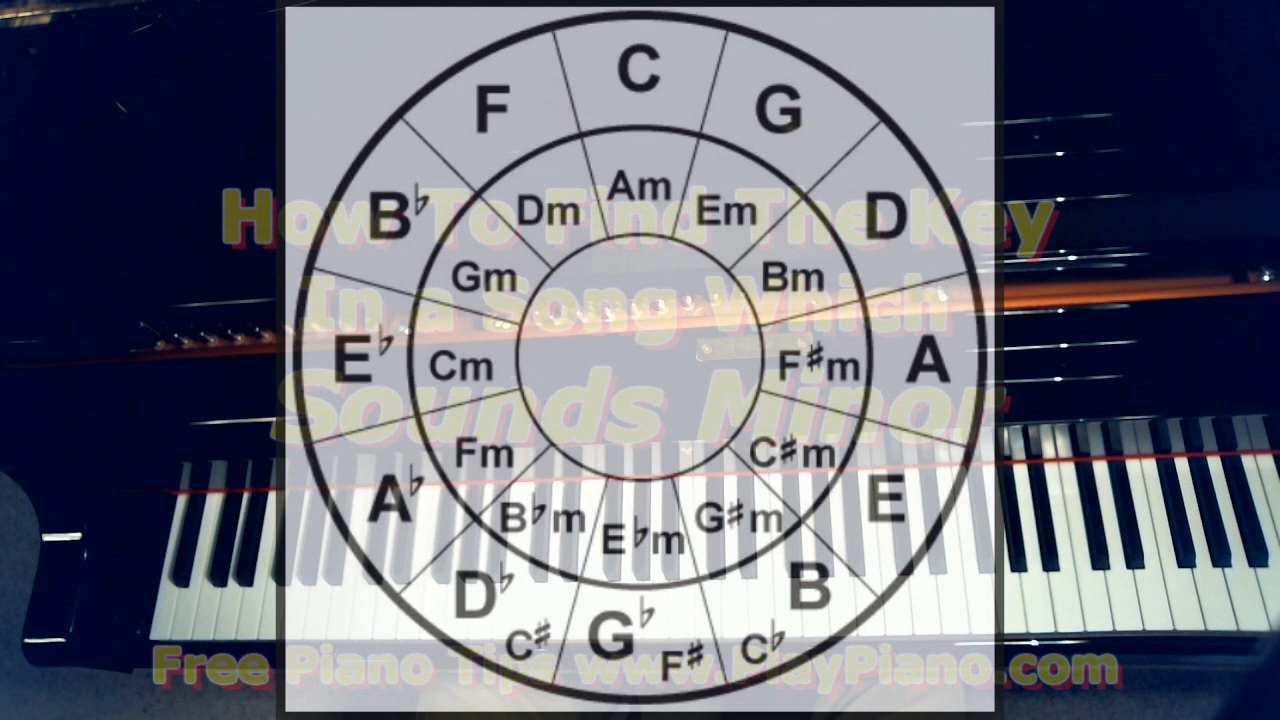 C
F
G
B♭
D
Am
Dm
Em
Gm
Bm
How To Find The Key
In a Song Which
E♭
Cm
F♯m
A
Sounds Minor
Fm
C♯m
A♭
E
B♭m
E♭m
G♯m
D♭
C♯
G♭
F♯
B
C♭
Free Piano Tips www.PlayPiano.com